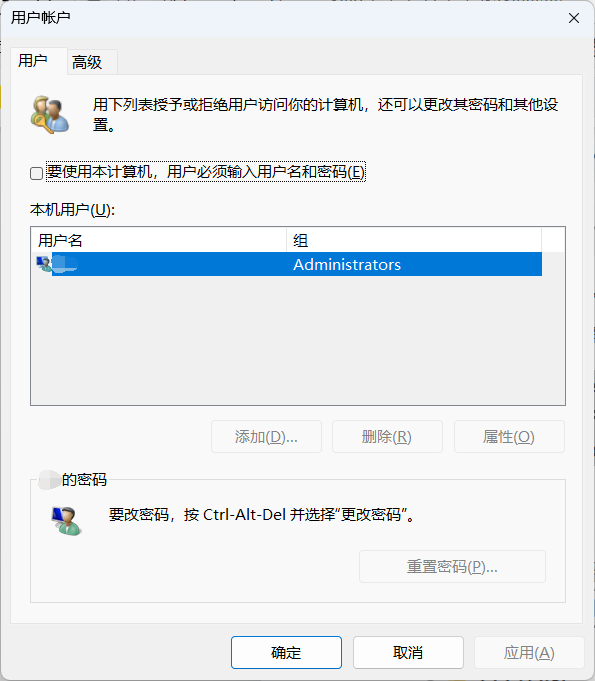 用户帐户
用户
高级
用下列表授予或拒绝用户访问你的计算机，还可以更改其密码和其他设
置。
要使用本计算机，用户必须输入用户名和密码(E)
本机用户(U):
用户名
组
Administrators
添加(D)...
删除(R)
属性(O)
的密码
要改密码，按 Ctrl-Alt-Del 并选择“更改密码”。
重置密码(P)...
确定
取消
应用(A)